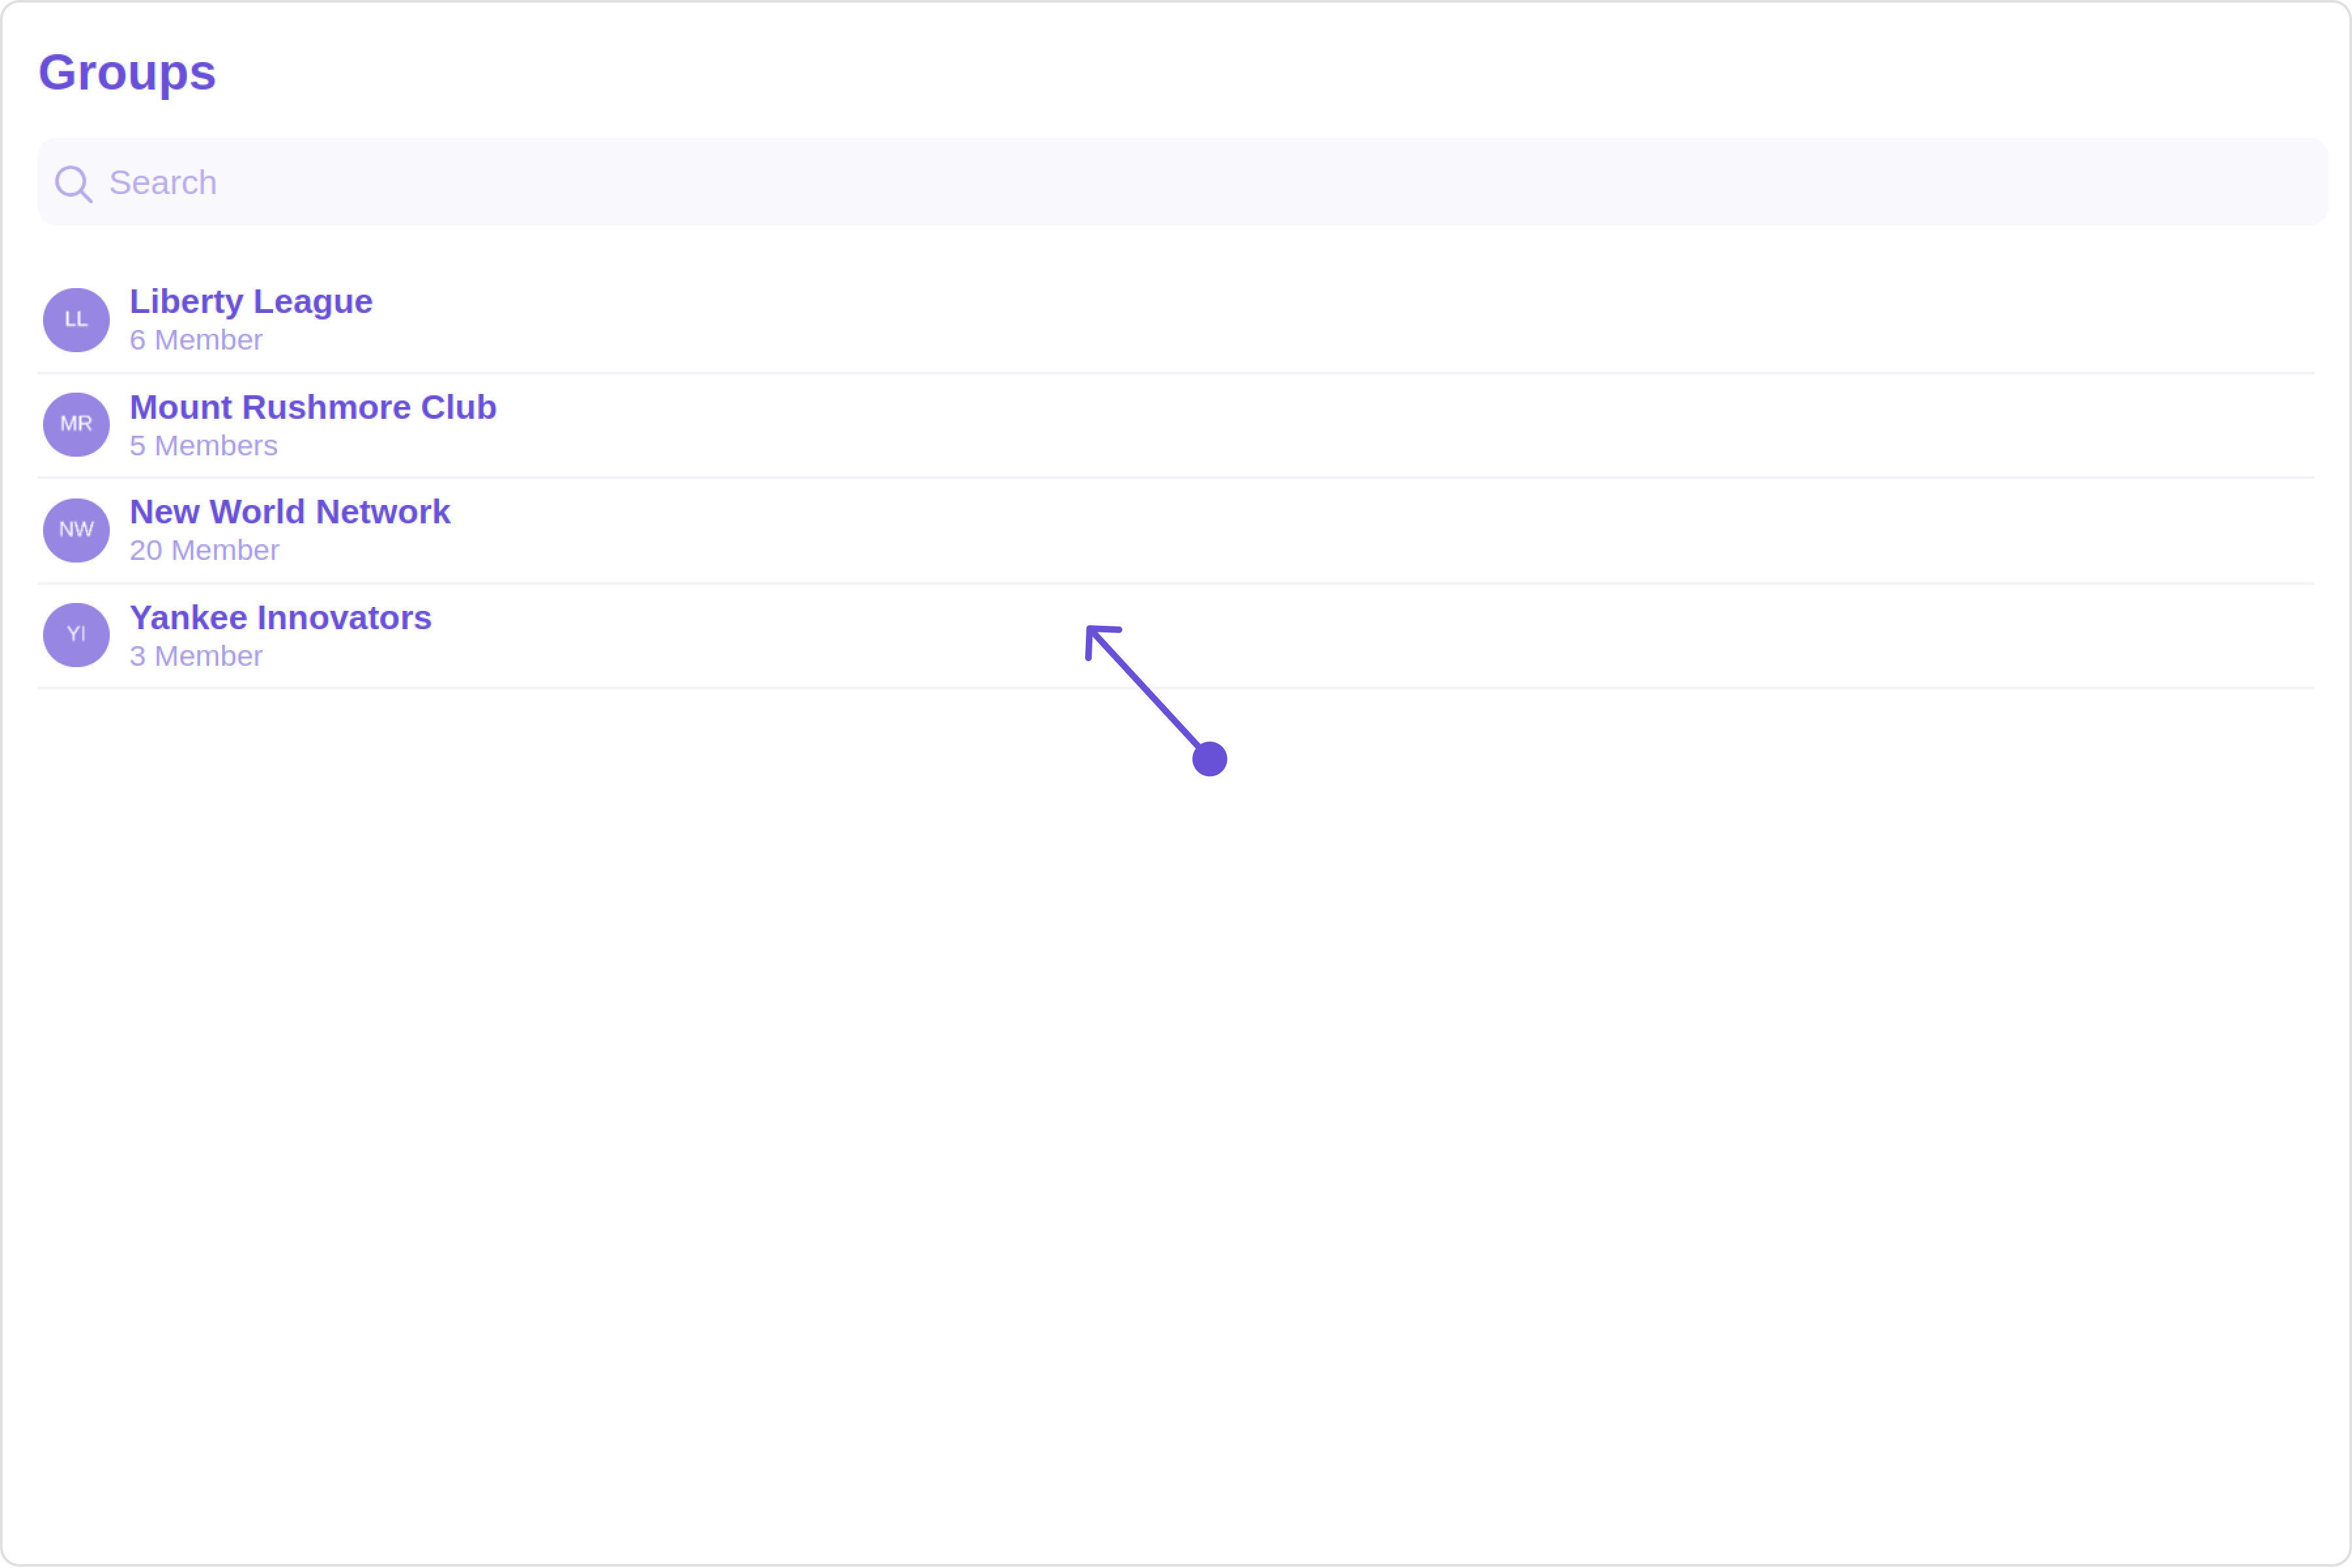 Groups
Search
LL
Liberty League
6 Member
MR
Mount Rushmore Club
5 Members
NW
New World Network
20 Member
YI
Yankee Innovators
3 Member